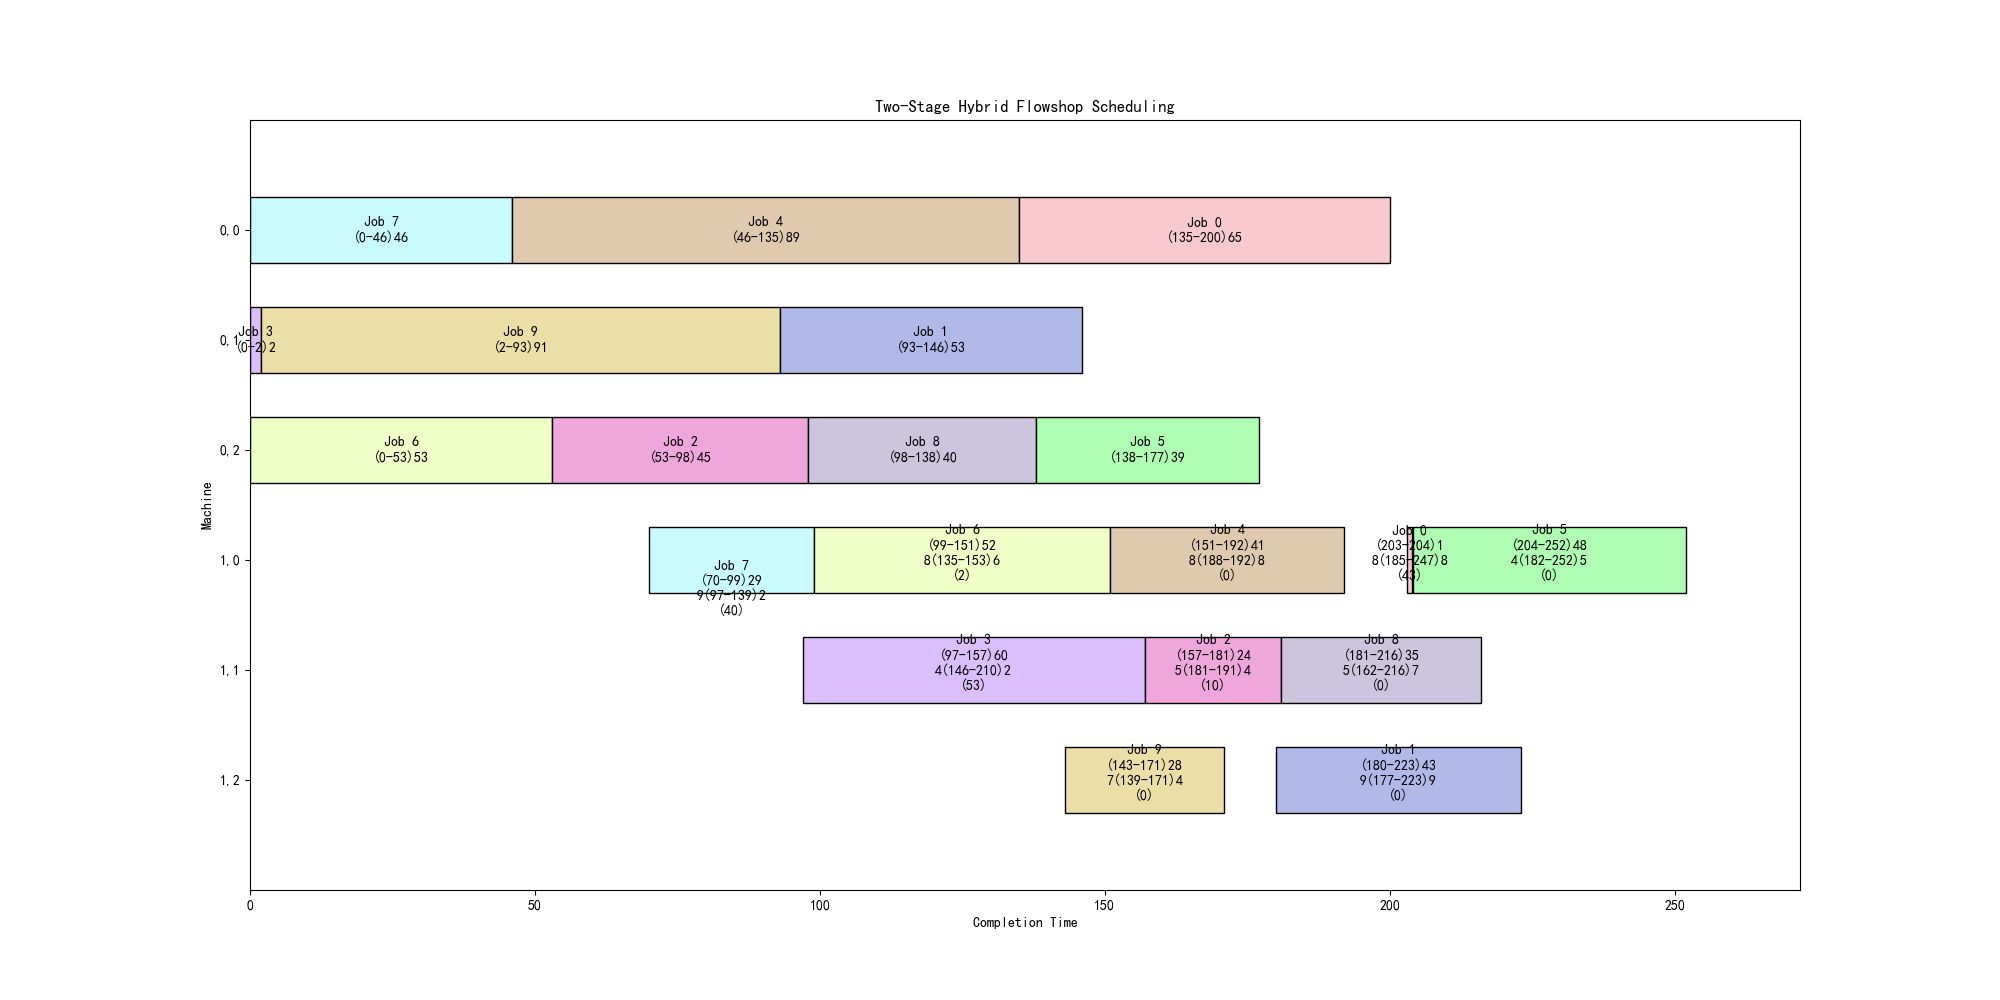 Two-Stage Hybrid Flowshop Scheduling
Machine
0,0
Job 7
(0-46)46
Job 4
(46-135)89
Job 0
(135-200)65
0,1
Job 3
(0-2)2
Job 9
(2-93)91
Job 1
(93-146)53
0,2
Job 6
(0-53)53
Job 2
(53-98)45
Job 8
(98-138)40
Job 5
(138-177)39
1,0
Job 7
(70-99)29
9(97-139)2
(40)
Job 6
(99-151)52
8(135-153)6
(2)
Job 4
(151-192)41
8(188-192)8
(0)
Job 0
(203-204)1
8(185-247)8
(43)
Job 5
(204-252)48
4(182-252)5
(0)
1,1
Job 3
(97-157)60
4(146-210)2
(53)
Job 2
(157-181)24
5(181-191)4
(10)
Job 8
(181-216)35
5(162-216)7
(0)
1,2
Job 9
(143-171)28
7(139-171)4
(0)
Job 1
(180-223)43
9(177-223)9
(0)
0
50
100
150
200
250
Completion Time